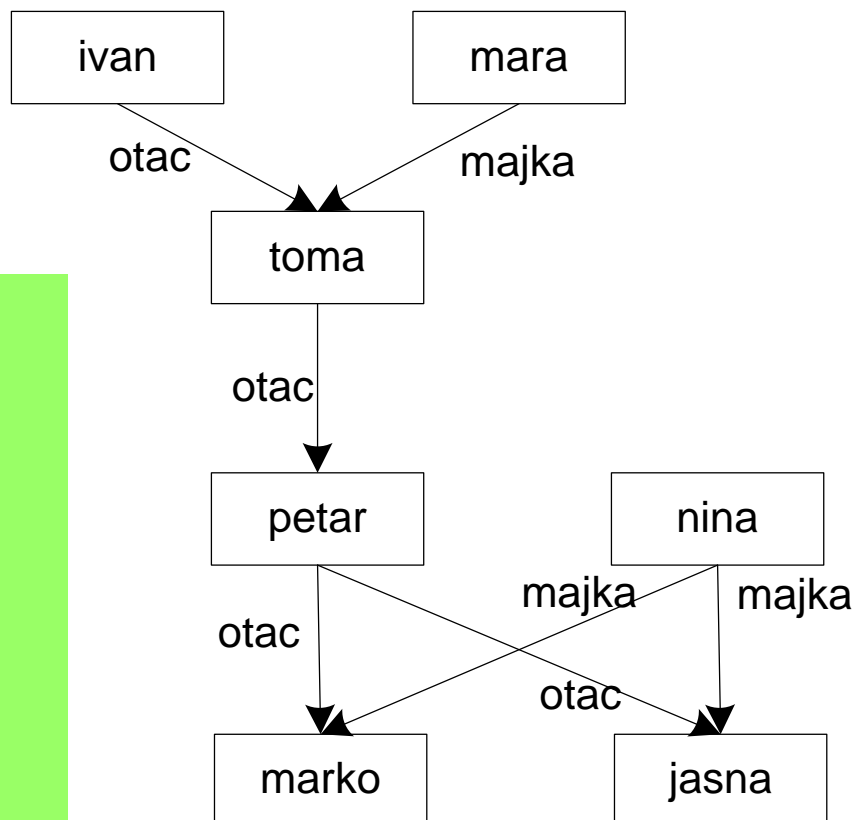 ivan mara
otac majka
toma
otac
petar nina
majka majka
otac
otac
marko jasna